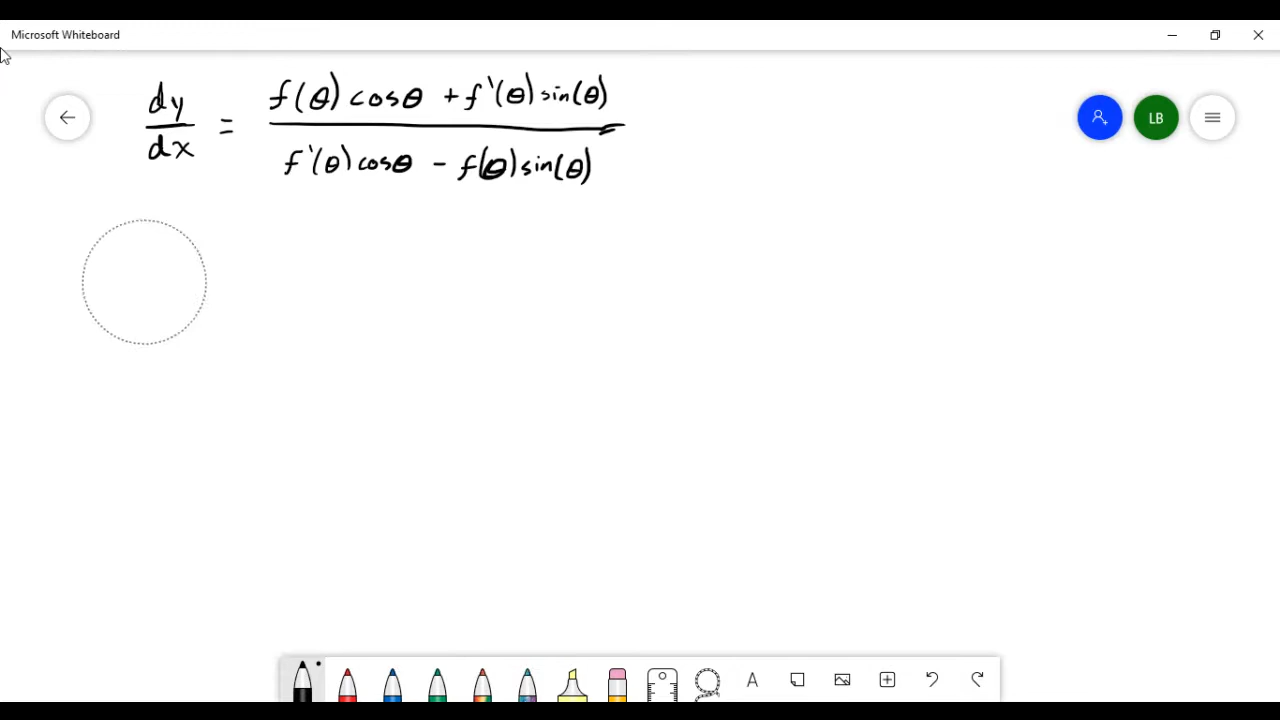 Microsoft Whiteboard
dy/dx = (f(θ) cosθ + f'(θ) sin(θ)) / (f'(θ) cosθ - f(θ) sin(θ))
LB
A